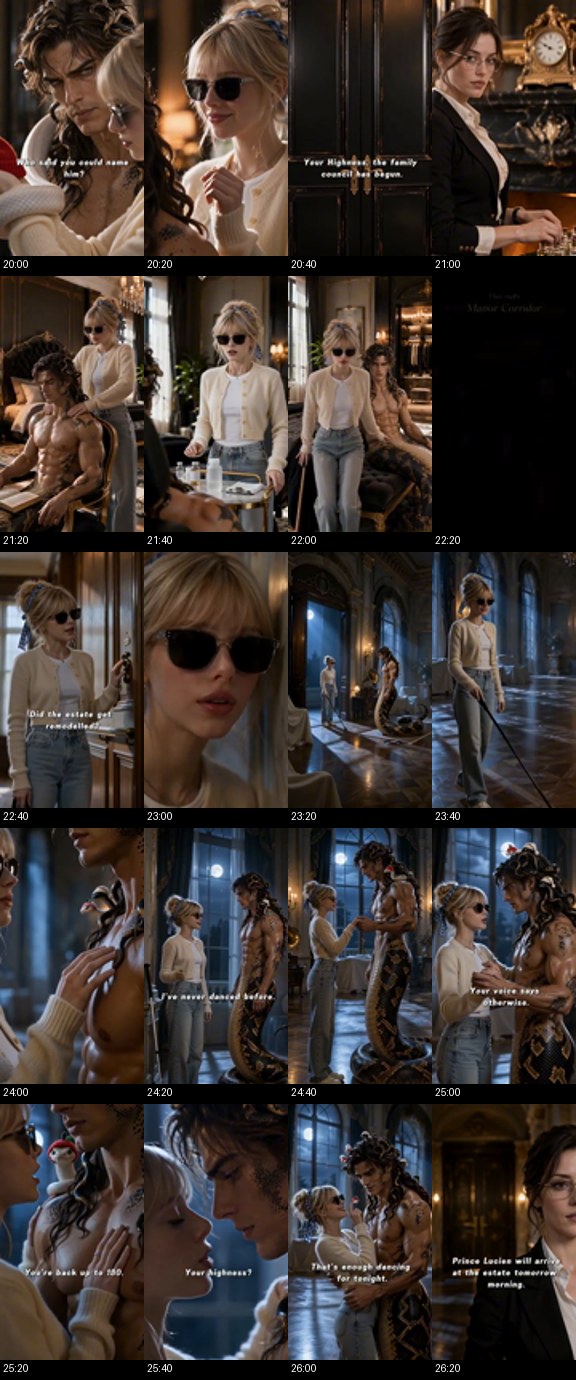 Who said you could name
him?
Your Highness, the family
council has begun.
20:00
20:20
20:40
21:00
21:20
21:40
22:00
Manor Corridor
22:20
Did the estate get
remodelled?
22:40
23:00
23:20
23:40
I've never danced before.
Your voice says
otherwise.
24:00
24:20
24:40
25:00
You're back up to 180.
Your highness?
That's enough dancing
for tonight.
Prince Lucien will arrive
at the estate tomorrow
morning.
25:20
25:40
26:00
26:20